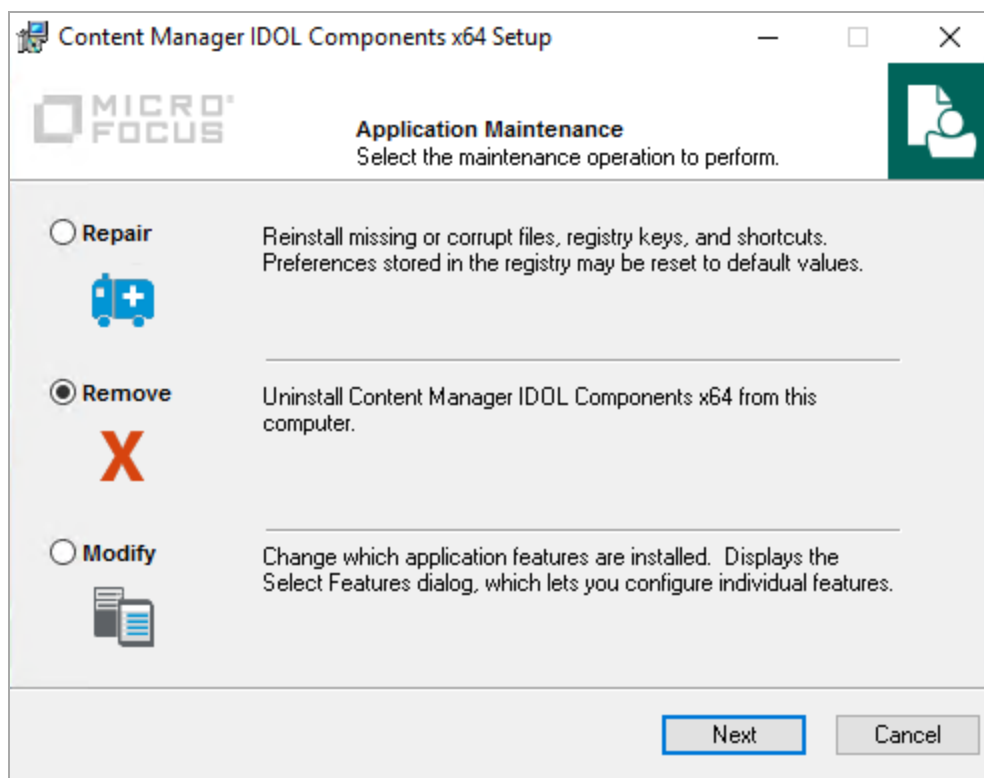 Content Manager IDOL Components x64 Setup
MICRO
FOCUS
Application Maintenance
Select the maintenance operation to perform.
Repair
Reinstall missing or corrupt files, registry keys, and shortcuts.
Preferences stored in the registry may be reset to default values.
Remove
Uninstall Content Manager IDOL Components x64 from this
computer.
Modify
Change which application features are installed.  Displays the
Select Features dialog, which lets you configure individual features.
Next
Cancel